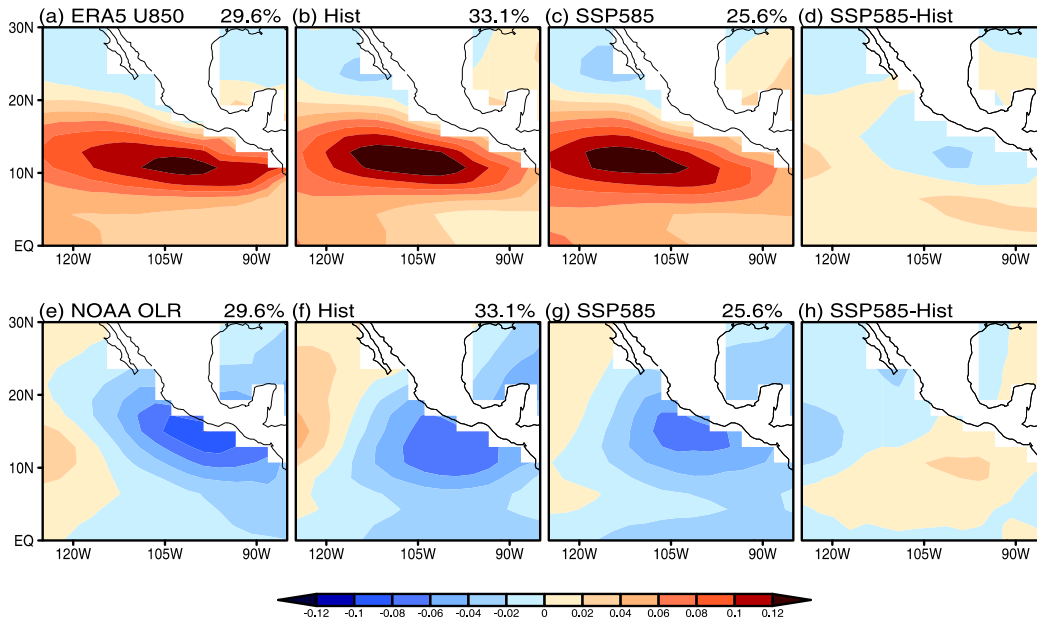 (a) ERA5 U850 29.6% (b) Hist 33.1% (c) SSP585 25.6% (d) SSP585-Hist
30N
20N
10N
EQ
120W 105W 90W 120W 105W 90W 120W 105W 90W 120W 105W 90W
(e) NOAA OLR 29.6% (f) Hist 33.1% (g) SSP585 25.6% (h) SSP585-Hist
30N
20N
10N
EQ
120W 105W 90W 120W 105W 90W 120W 105W 90W 120W 105W 90W
-0.12 -0.1 -0.08 -0.06 -0.04 -0.02 0 0.02 0.04 0.06 0.08 0.1 0.12